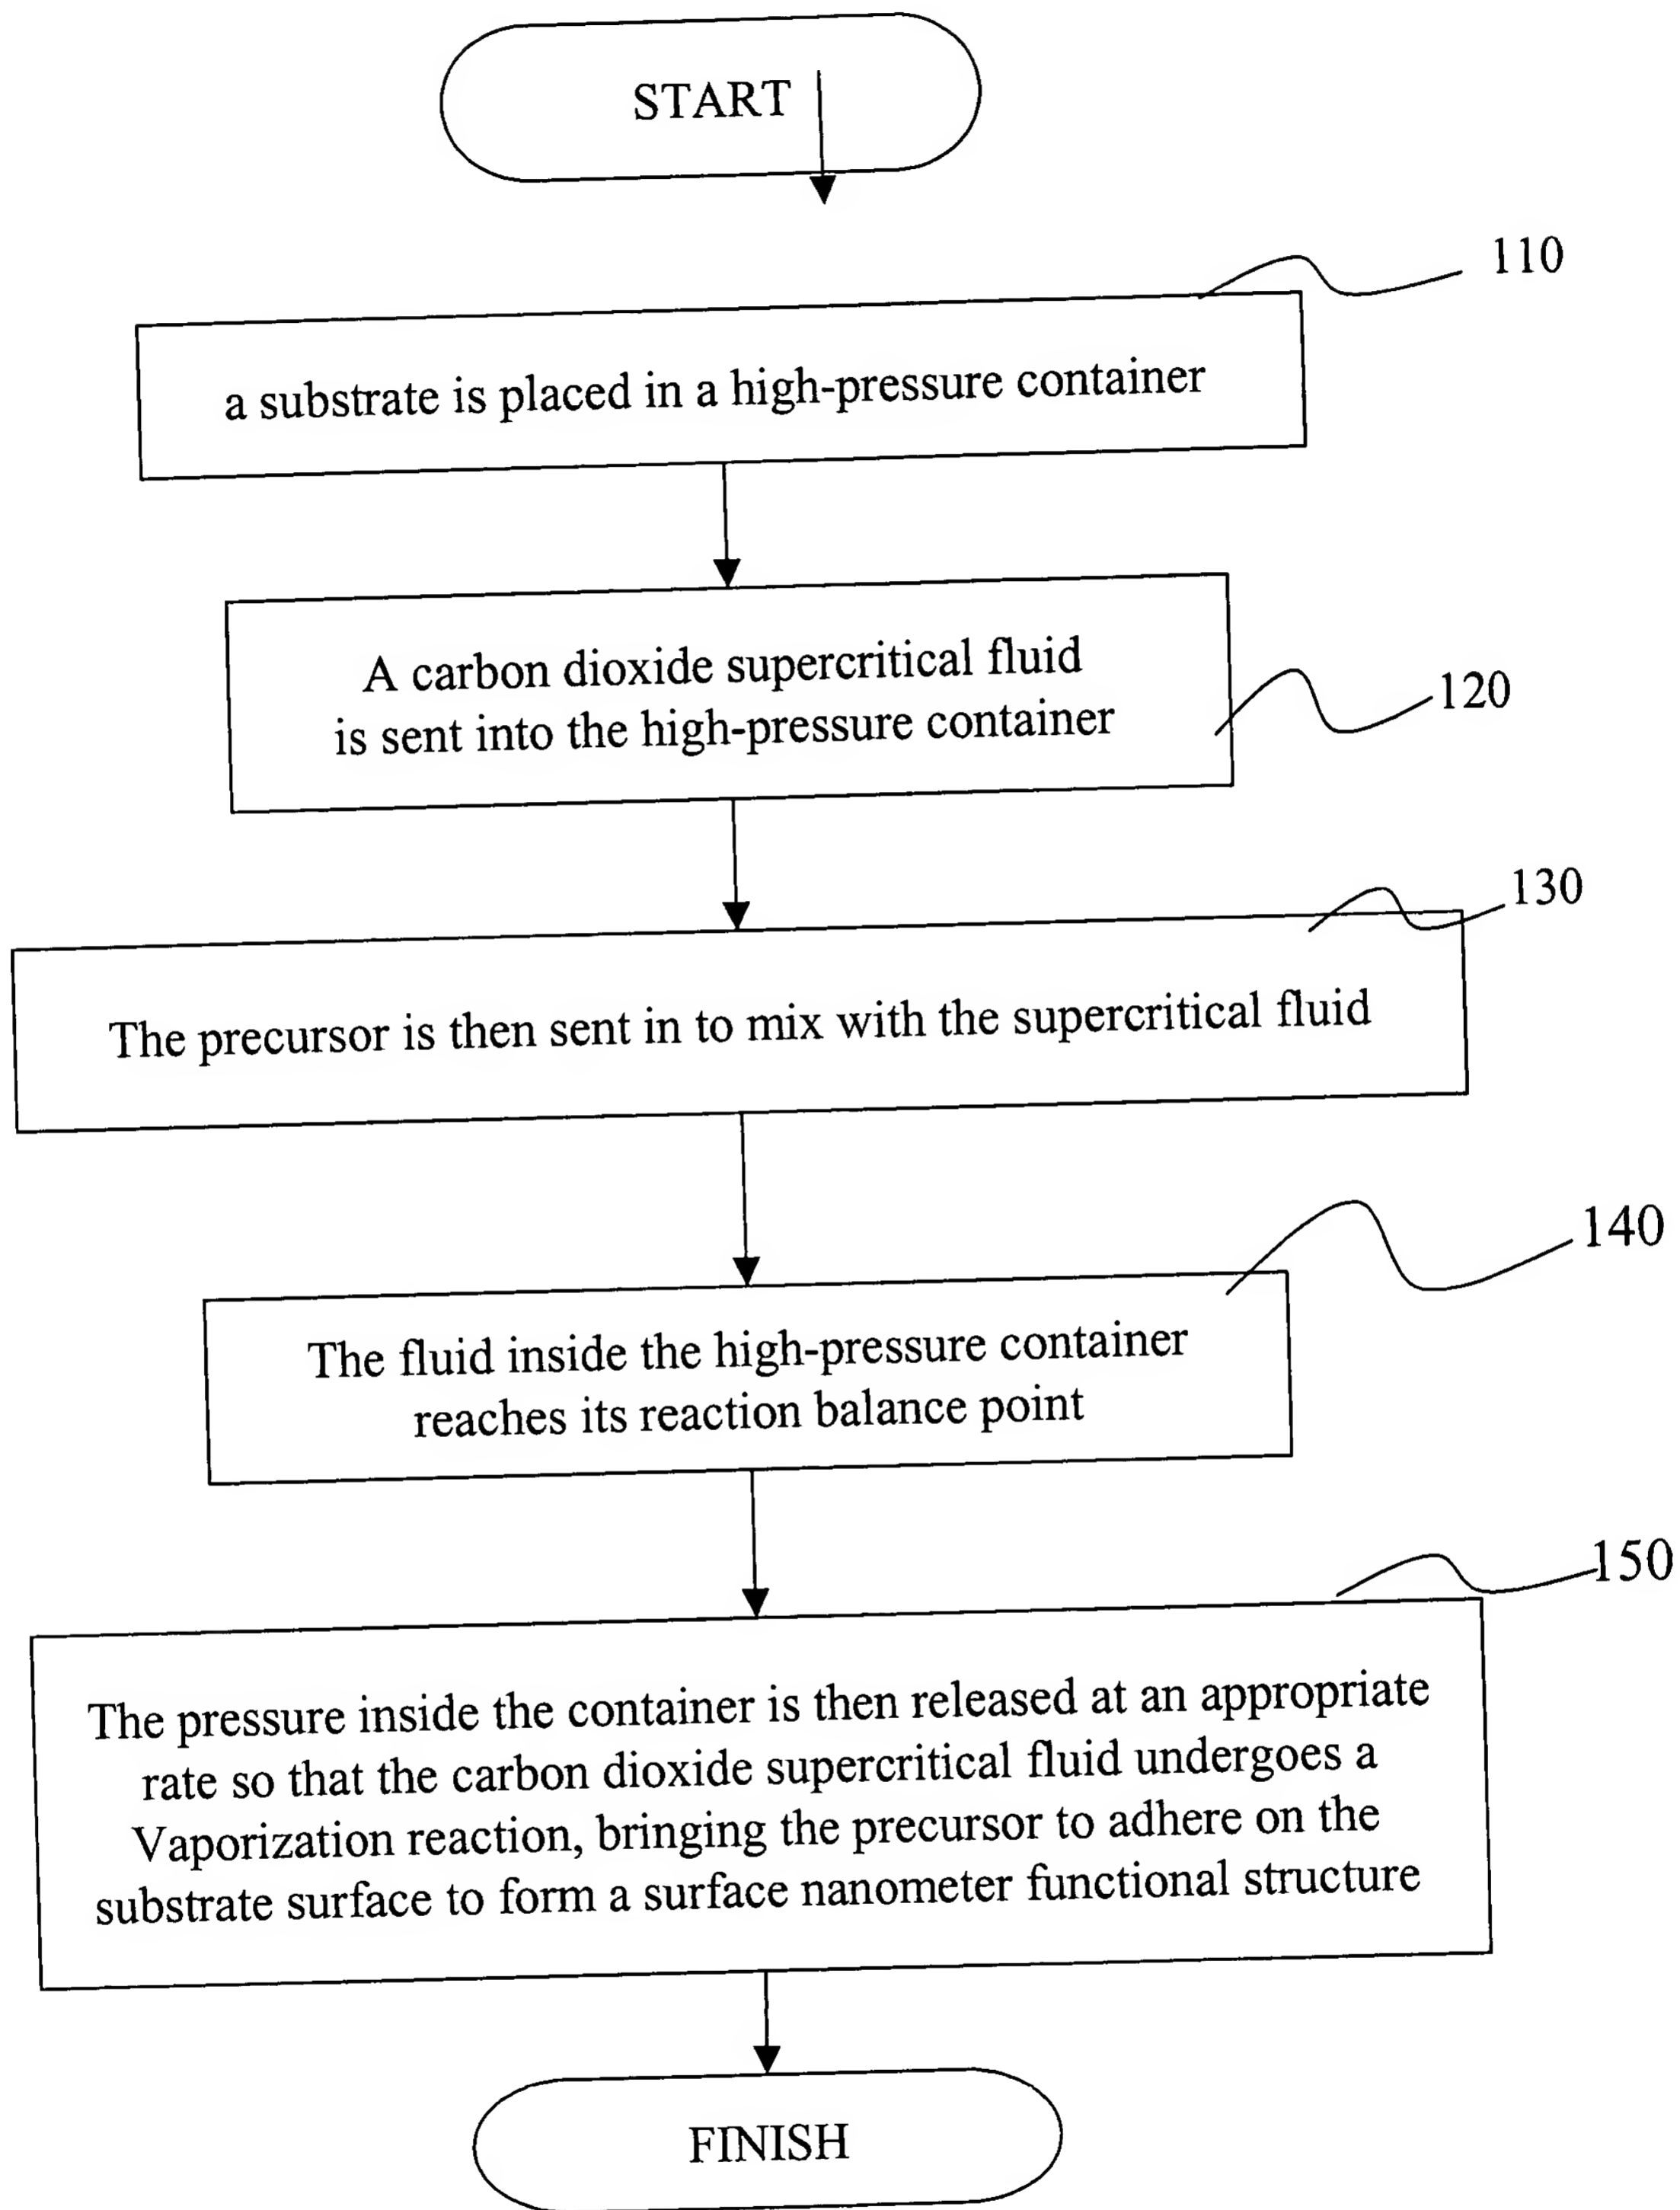 START
110
a substrate is placed in a high-pressure container
A carbon dioxide supercritical fluid
is sent into the high-pressure container
120
130
The precursor is then sent in to mix with the supercritical fluid
140
The fluid inside the high-pressure container
reaches its reaction balance point
150
The pressure inside the container is then released at an appropriate
rate so that the carbon dioxide supercritical fluid undergoes a
Vaporization reaction, bringing the precursor to adhere on the
substrate surface to form a surface nanometer functional structure
FINISH